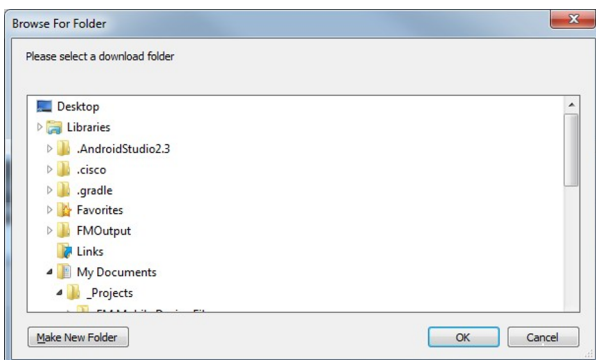 Browse For Folder
Please select a download folder
Desktop
Libraries
.AndroidStudio2.3
.cisco
.gradle
Favorites
FMOutput
Links
My Documents
_Projects
Make New Folder
OK
Cancel